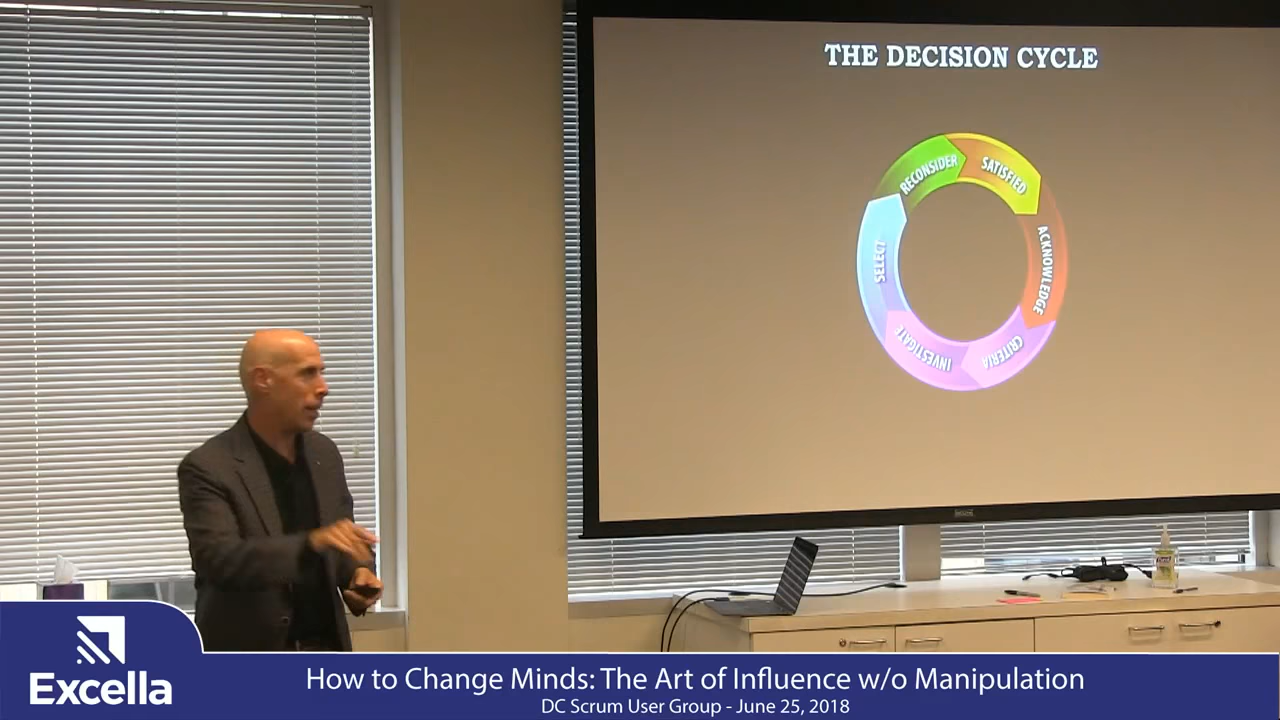 THE DECISION CYCLE
RECONSIDER
SATISFIED
ACKNOWLEDGE
CRITERIA
INVESTIGATE
SELECT
Excella
How to Change Minds: The Art of Influence w/o Manipulation
DC Scrum User Group - June 25, 2018